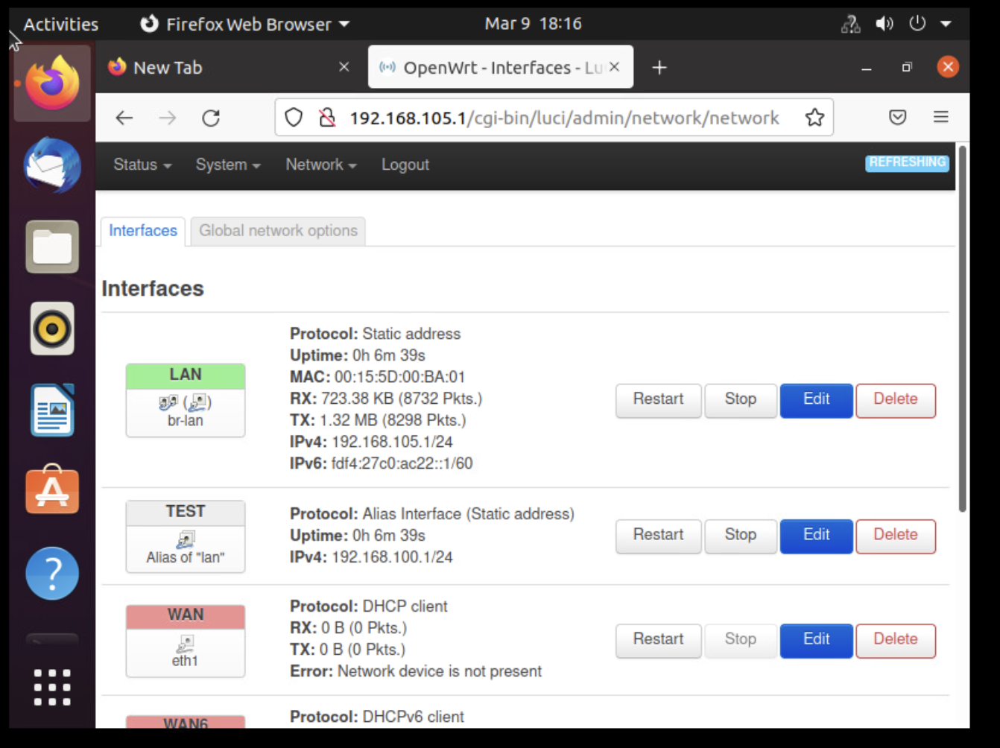 Activities
Firefox Web Browser
Mar 9 18:16
New Tab
OpenWrt - Interfaces - Lu
192.168.105.1/cgi-bin/luci/admin/network/network
Status
System
Network
Logout
REFRESHING
Interfaces
Global network options
Interfaces
LAN
br-lan
Protocol: Static address
Uptime: 0h 6m 39s
MAC: 00:15:5D:00:BA:01
RX: 723.38 KB (8732 Pkts.)
TX: 1.32 MB (8298 Pkts.)
IPv4: 192.168.105.1/24
IPv6: fdf4:27c0:ac22::1/60
Restart
Stop
Edit
Delete
TEST
Alias of "lan"
Protocol: Alias Interface (Static address)
Uptime: 0h 6m 39s
IPv4: 192.168.100.1/24
Restart
Stop
Edit
Delete
WAN
eth1
Protocol: DHCP client
RX: 0 B (0 Pkts.)
TX: 0 B (0 Pkts.)
Error: Network device is not present
Restart
Stop
Edit
Delete
WAN6
Protocol: DHCPv6 client